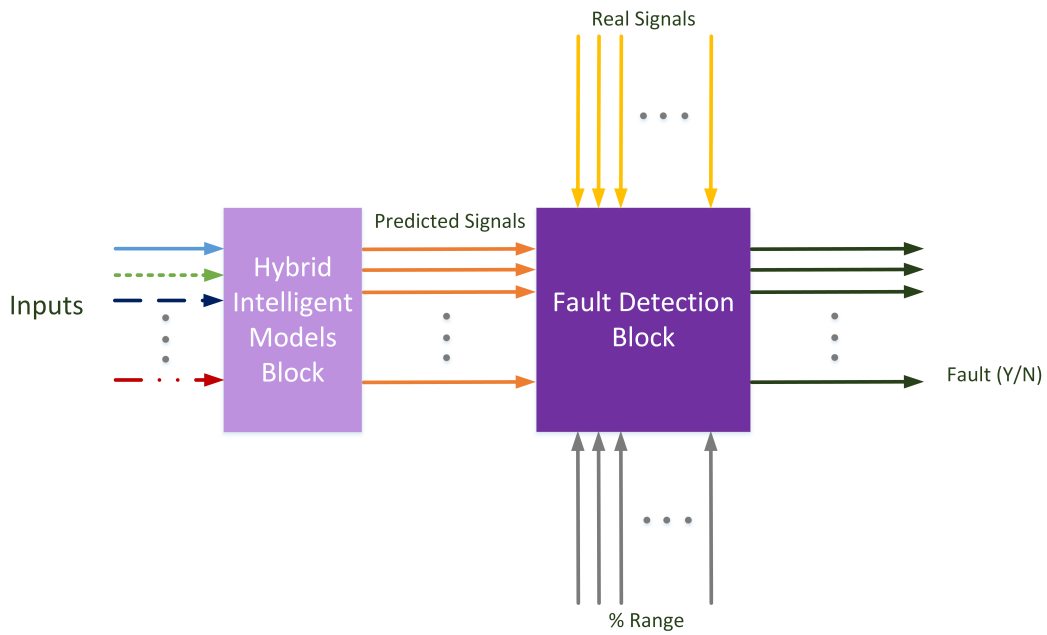 Real Signals
Predicted Signals
Inputs
Hybrid
Intelligent
Models
Block
Fault Detection
Block
Fault (Y/N)
% Range